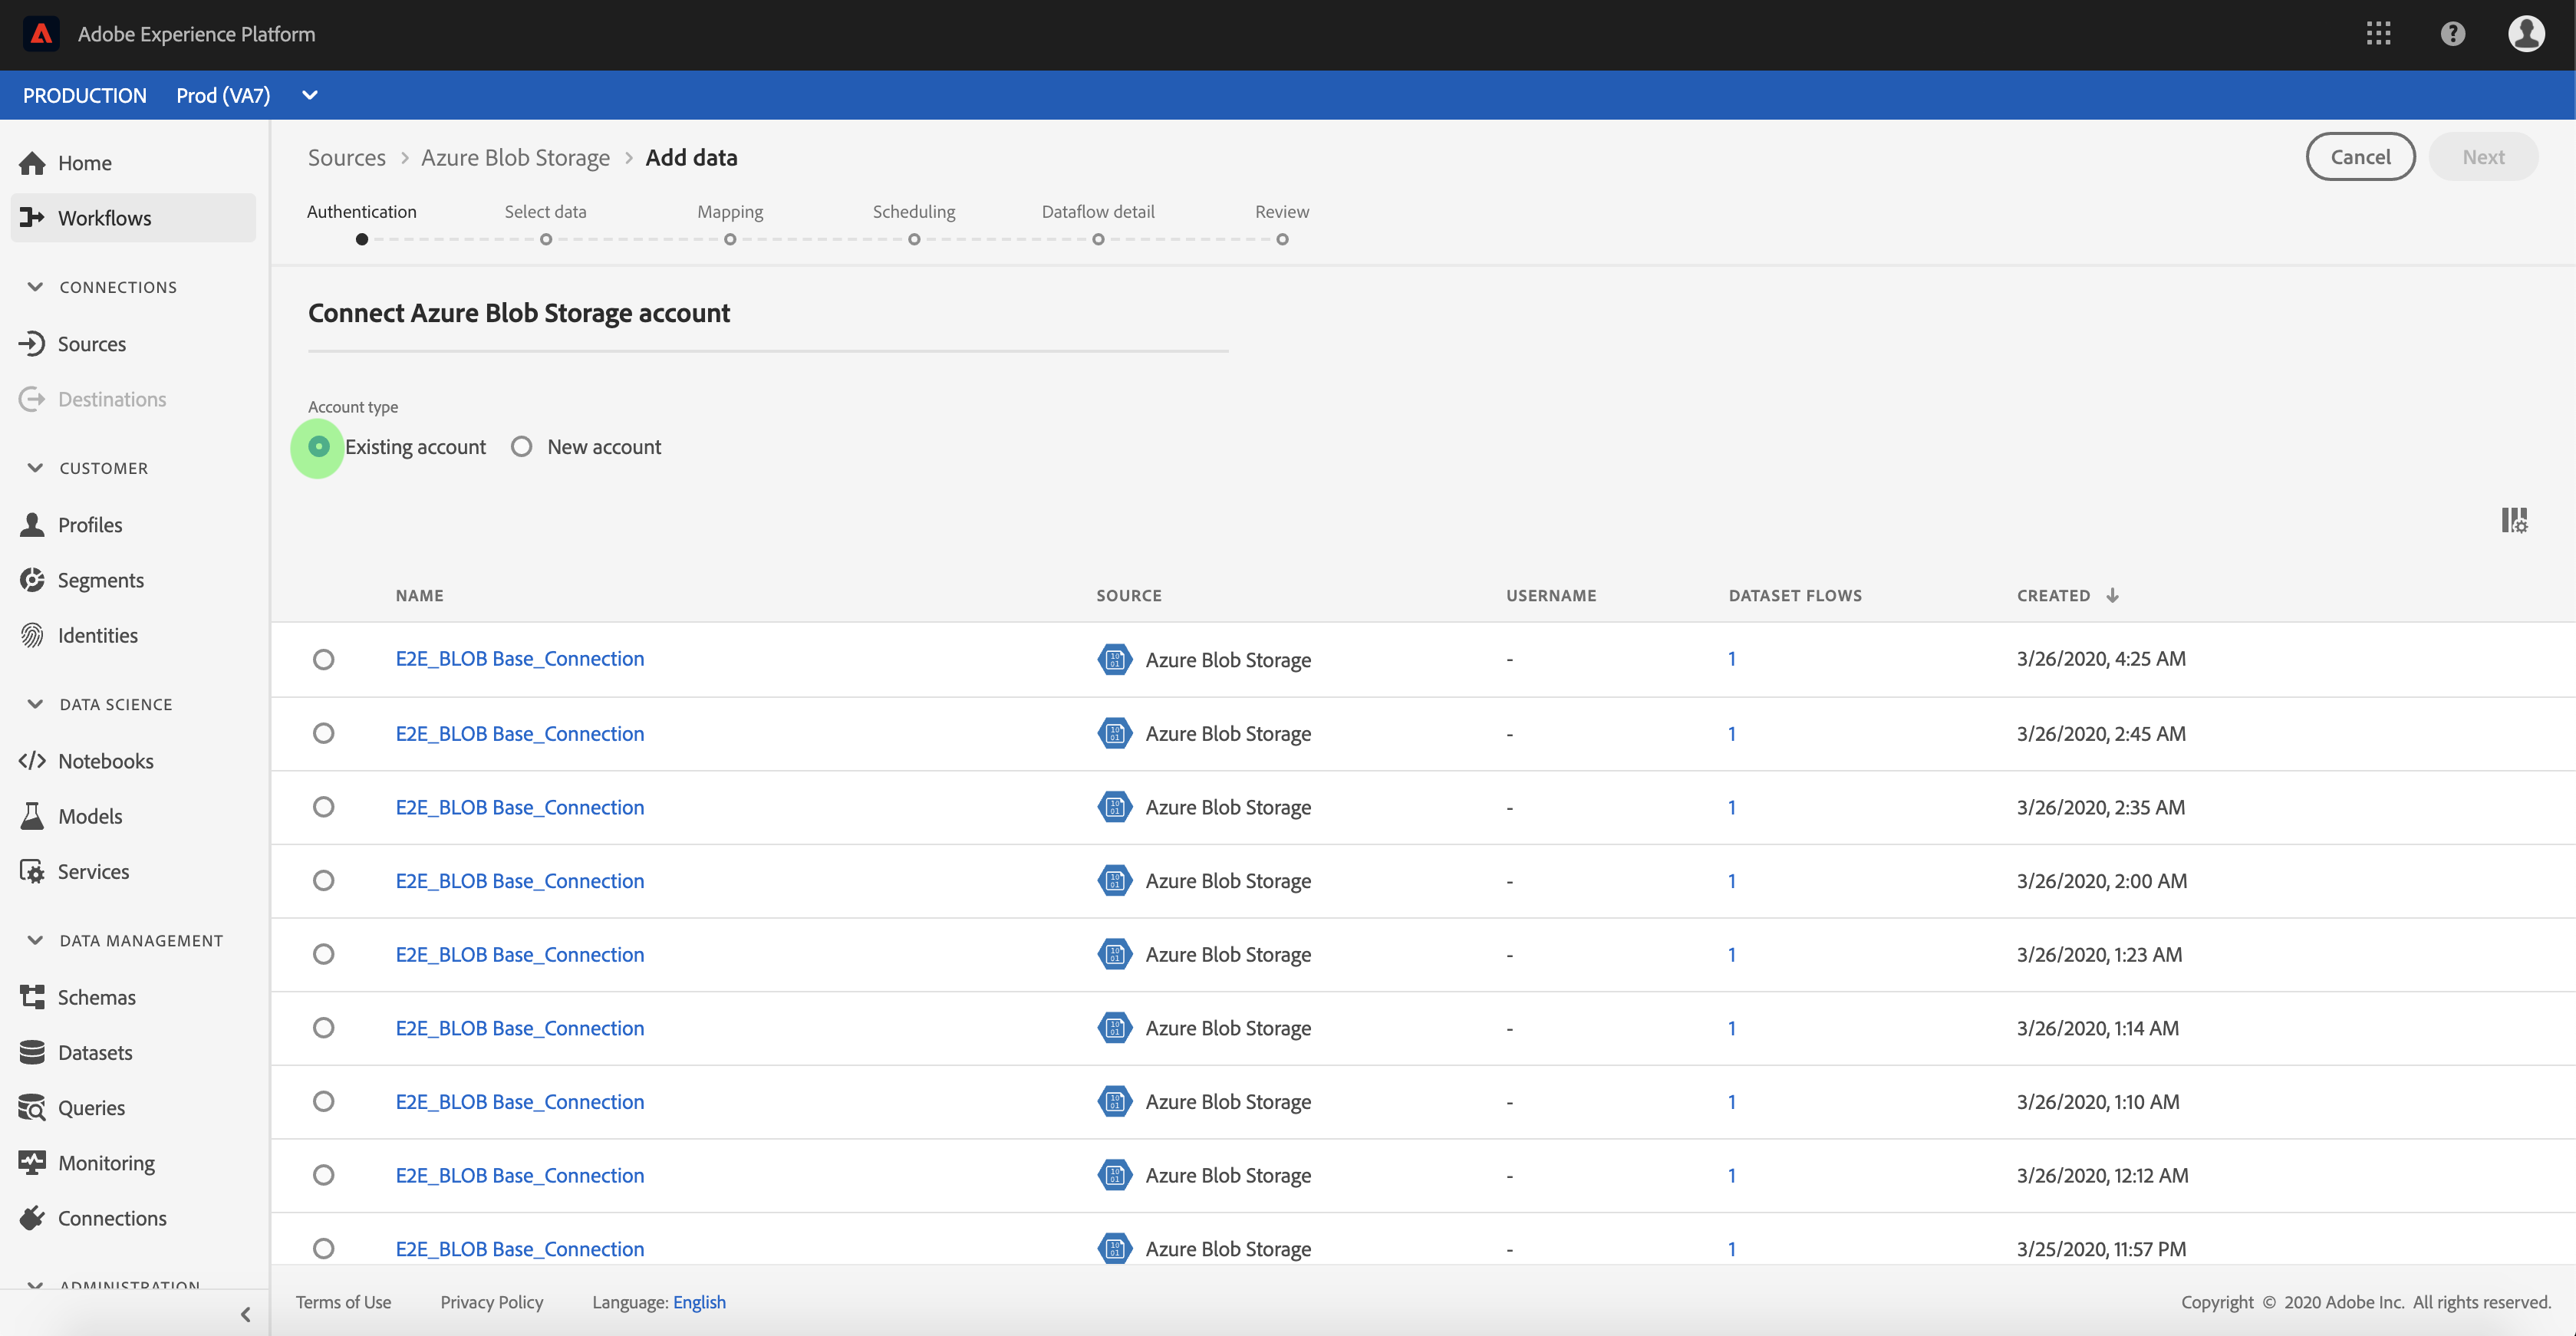 Adobe Experience Platform
PRODUCTION Prod (VA7)
Home
Workflows
CONNECTIONS
Sources
Destinations
CUSTOMER
Profiles
Segments
Identities
DATA SCIENCE
Notebooks
Models
Services
DATA MANAGEMENT
Schemas
Datasets
Queries
Monitoring
Connections
ADMINISTRATION
Sources > Azure Blob Storage > Add data
Cancel Next
Authentication Select data Mapping Scheduling Dataflow detail Review
Connect Azure Blob Storage account
Account type
Existing account New account
NAME SOURCE USERNAME DATASET FLOWS CREATED
E2E_BLOB Base_Connection Azure Blob Storage - 1 3/26/2020, 4:25 AM
E2E_BLOB Base_Connection Azure Blob Storage - 1 3/26/2020, 2:45 AM
E2E_BLOB Base_Connection Azure Blob Storage - 1 3/26/2020, 2:35 AM
E2E_BLOB Base_Connection Azure Blob Storage - 1 3/26/2020, 2:00 AM
E2E_BLOB Base_Connection Azure Blob Storage - 1 3/26/2020, 1:23 AM
E2E_BLOB Base_Connection Azure Blob Storage - 1 3/26/2020, 1:14 AM
E2E_BLOB Base_Connection Azure Blob Storage - 1 3/26/2020, 1:10 AM
E2E_BLOB Base_Connection Azure Blob Storage - 1 3/26/2020, 12:12 AM
E2E_BLOB Base_Connection Azure Blob Storage - 1 3/25/2020, 11:57 PM
Terms of Use Privacy Policy Language: English Copyright © 2020 Adobe Inc. All rights reserved.